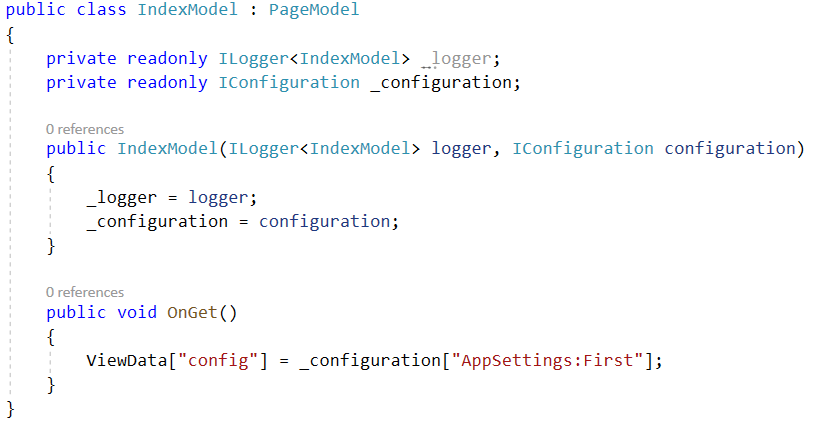 public class IndexModel : PageModel
{
    private readonly ILogger<IndexModel> _logger;
    private readonly IConfiguration _configuration;
    0 references
    public IndexModel(ILogger<IndexModel> logger, IConfiguration configuration)
    {
        _logger = logger;
        _configuration = configuration;
    }
    0 references
    public void OnGet()
    {
        ViewData["config"] = _configuration["AppSettings:First"];
    }
}